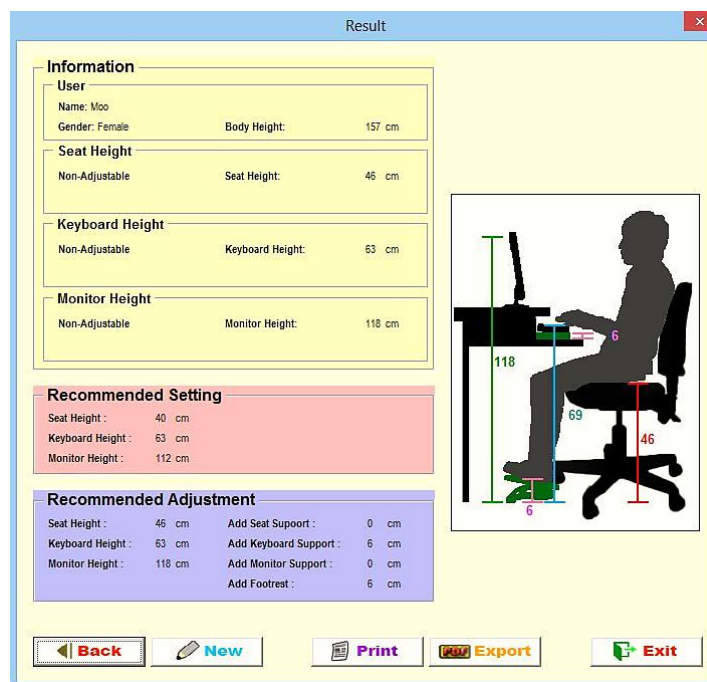 Result
Information
User
Name: Moo
Gender: Female Body Height: 157 cm
Seat Height
Non-Adjustable Seat Height: 46 cm
Keyboard Height
Non-Adjustable Keyboard Height: 63 cm
Monitor Height
Non-Adjustable Monitor Height: 118 cm
Recommended Setting
Seat Height : 40 cm
Keyboard Height : 63 cm
Monitor Height : 112 cm
Recommended Adjustment
Seat Height : 46 cm Add Seat Supoort : 0 cm
Keyboard Height : 63 cm Add Keyboard Support : 6 cm
Monitor Height : 118 cm Add Monitor Support : 0 cm
Add Footrest : 6 cm
6
118
69
46
6
Back New Print PDF Export Exit